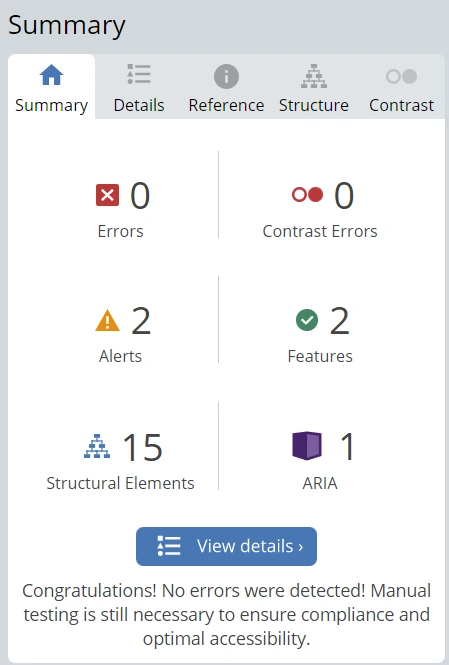 Summary
Summary Details Reference Structure Contrast
0 0
Errors Contrast Errors
2 2
Alerts Features
15 1
Structural Elements ARIA
View details ›
Congratulations! No errors were detected! Manual
testing is still necessary to ensure compliance and
optimal accessibility.